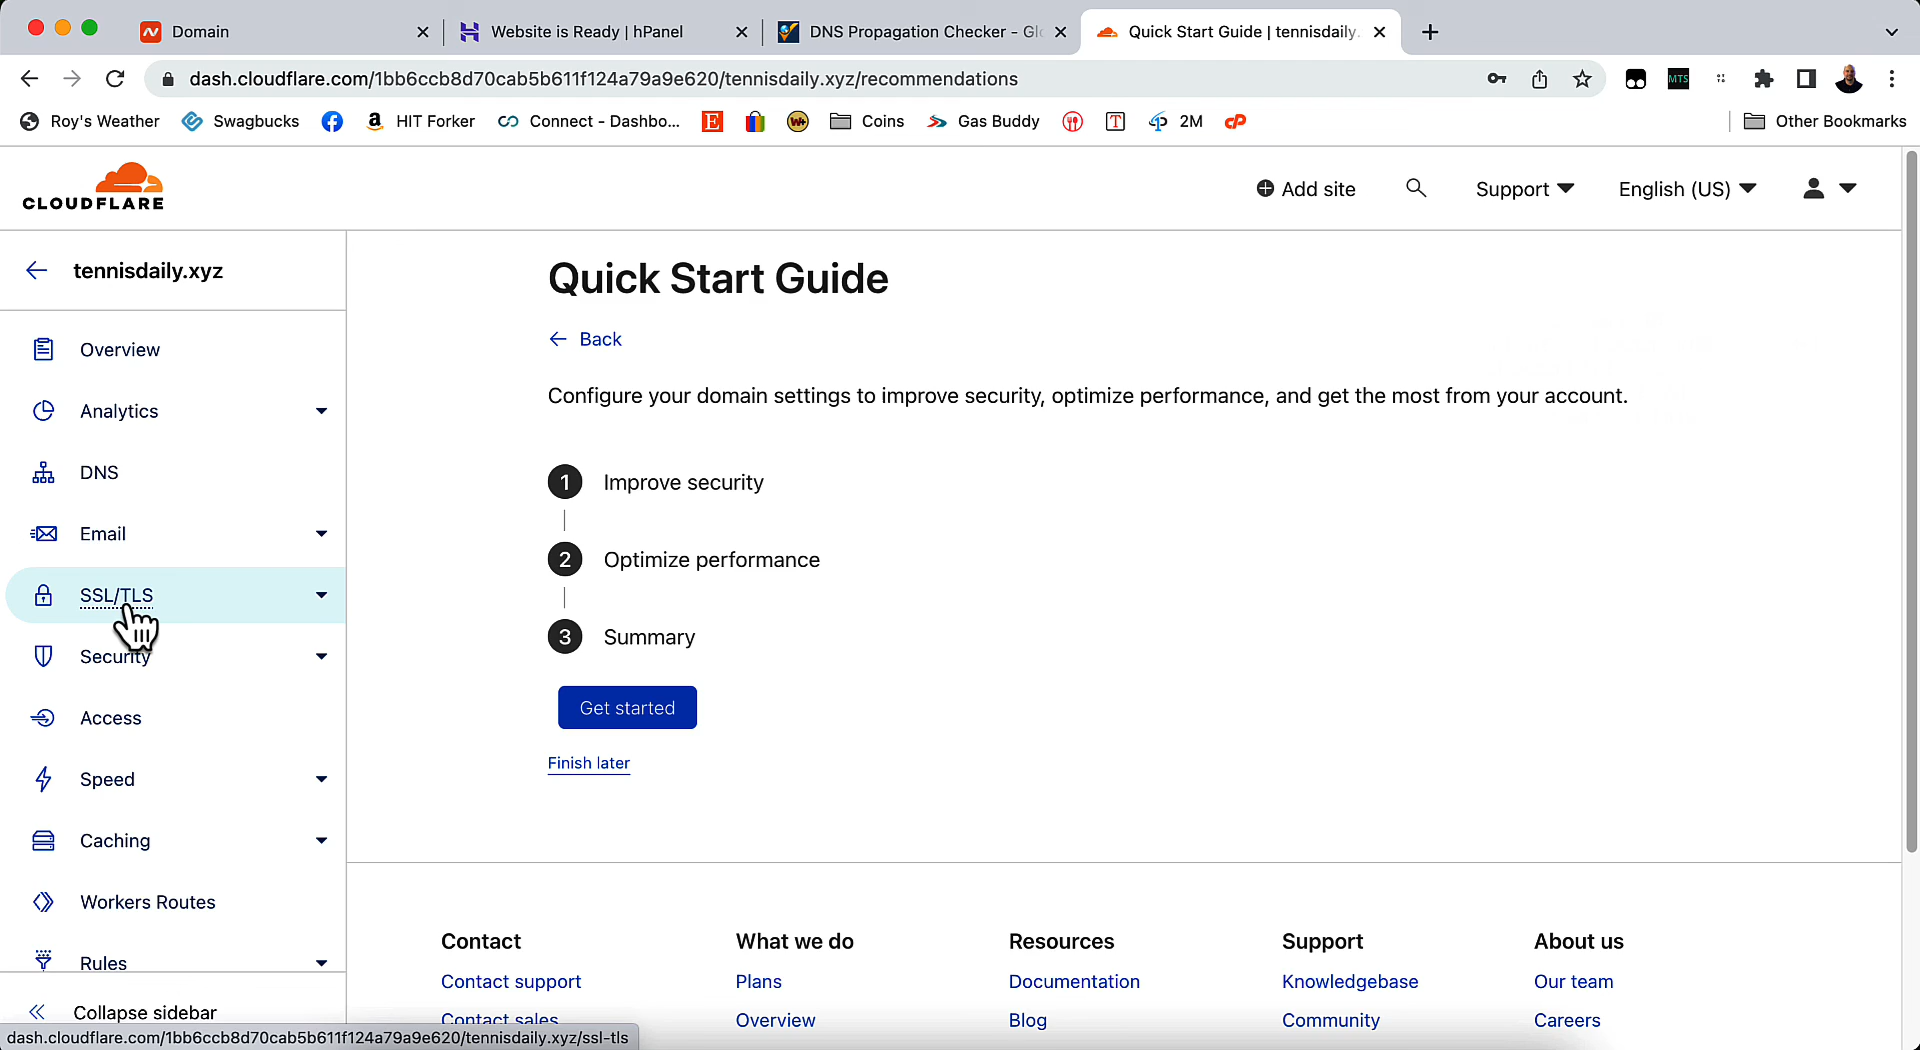 Domain
Website is Ready | hPanel
DNS Propagation Checker - Glo
Quick Start Guide | tennisdaily.
dash.cloudflare.com/1bb6ccb8d70cab5b611f124a79a9e620/tennisdaily.xyz/recommendations
MTS
Roy's Weather
Swagbucks
HIT Forker
Connect - Dashbo...
Coins
Gas Buddy
2M
Other Bookmarks
CLOUDFLARE
Add site
Support
English (US)
tennisdaily.xyz
Overview
Analytics
DNS
Email
SSL/TLS
Security
Access
Speed
Caching
Workers Routes
Rules
Collapse sidebar
Quick Start Guide
Back
Configure your domain settings to improve security, optimize performance, and get the most from your account.
1 Improve security
2 Optimize performance
3 Summary
Get started
Finish later
Contact
Contact support
Contact sales
What we do
Plans
Overview
Resources
Documentation
Blog
Support
Knowledgebase
Community
About us
Our team
Careers
dash.cloudflare.com/1bb6ccb8d70cab5b611f124a79a9e620/tennisdaily.xyz/ssl-tls